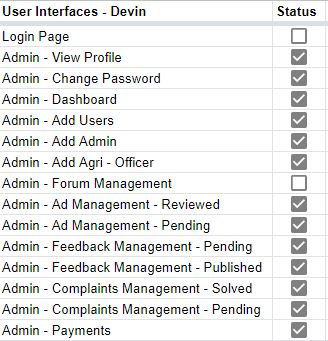 User Interfaces - Devin Status
Login Page
Admin - View Profile
Admin - Change Password
Admin - Dashboard
Admin - Add Users
Admin - Add Admin
Admin - Add Agri - Officer
Admin - Forum Management
Admin - Ad Management - Reviewed
Admin - Ad Management - Pending
Admin - Feedback Management - Pending
Admin - Feedback Management - Published
Admin - Complaints Management - Solved
Admin - Complaints Management - Pending
Admin - Payments